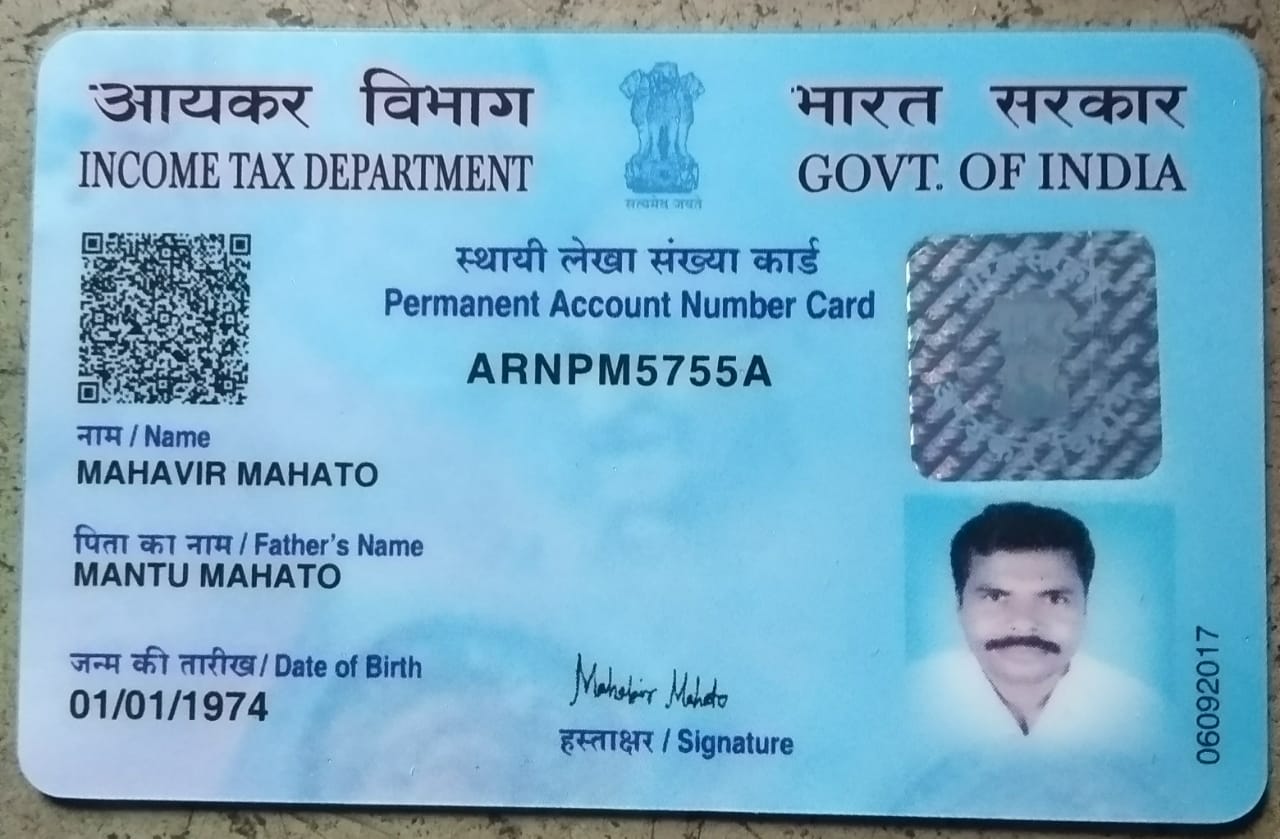 आयकर विभाग
INCOME TAX DEPARTMENT
सत्यमेव जयते
भारत सरकार
GOVT. OF INDIA
स्थायी लेखा संख्या कार्ड
Permanent Account Number Card
ARNPM5755A
नाम / Name
MAHAVIR MAHATO
पिता का नाम / Father's Name
MANTU MAHATO
जन्म की तारीख / Date of Birth
01/01/1974
Mahabir Mahato
हस्ताक्षर / Signature
06092017